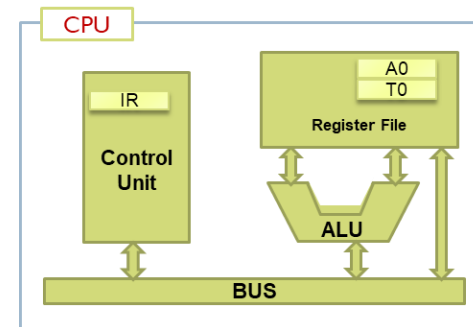 CPU
IR
Control
Unit
A0
T0
Register File
ALU
BUS